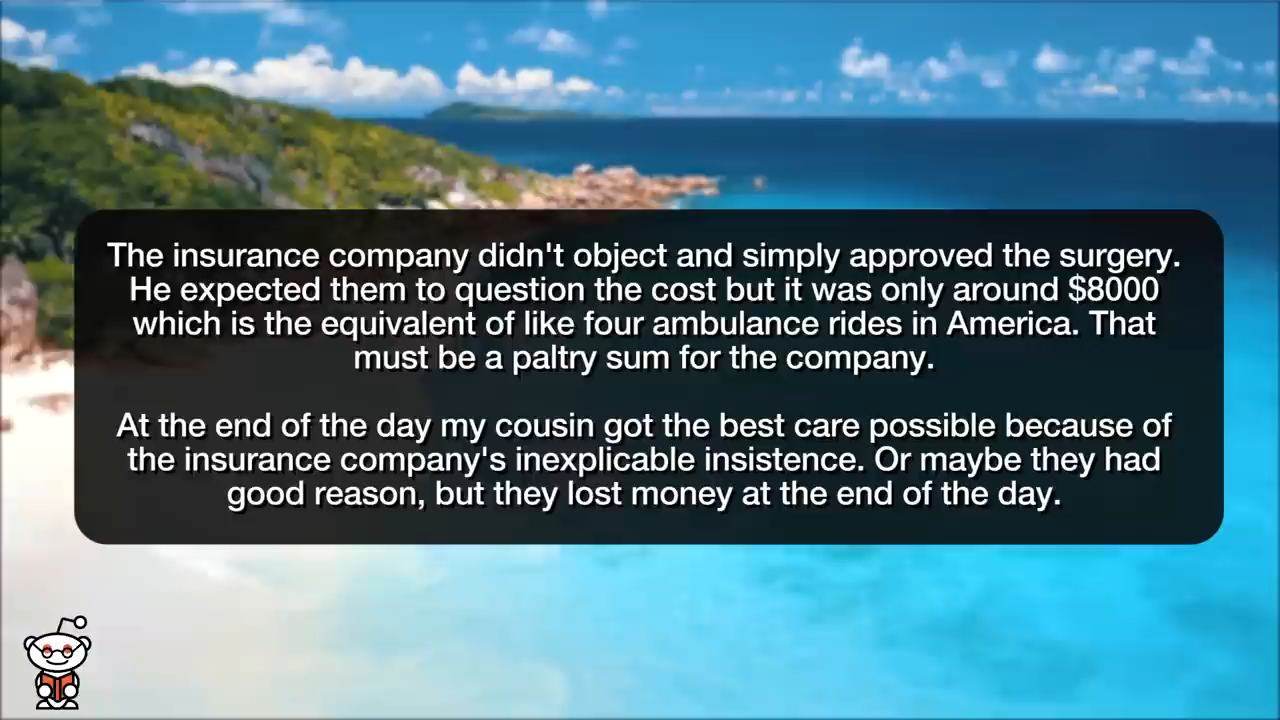 The insurance company didn't object and simply approved the surgery.
He expected them to question the cost but it was only around $8000
which is the equivalent of like four ambulance rides in America. That
must be a paltry sum for the company.
At the end of the day my cousin got the best care possible because of
the insurance company's inexplicable insistence. Or maybe they had
good reason, but they lost money at the end of the day.